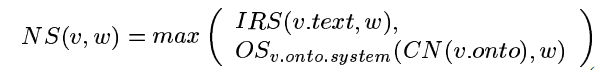 NS(v, w) = max ( IRS(v.text, w),
OS_{v.onto.system}(CN(v.onto), w) )